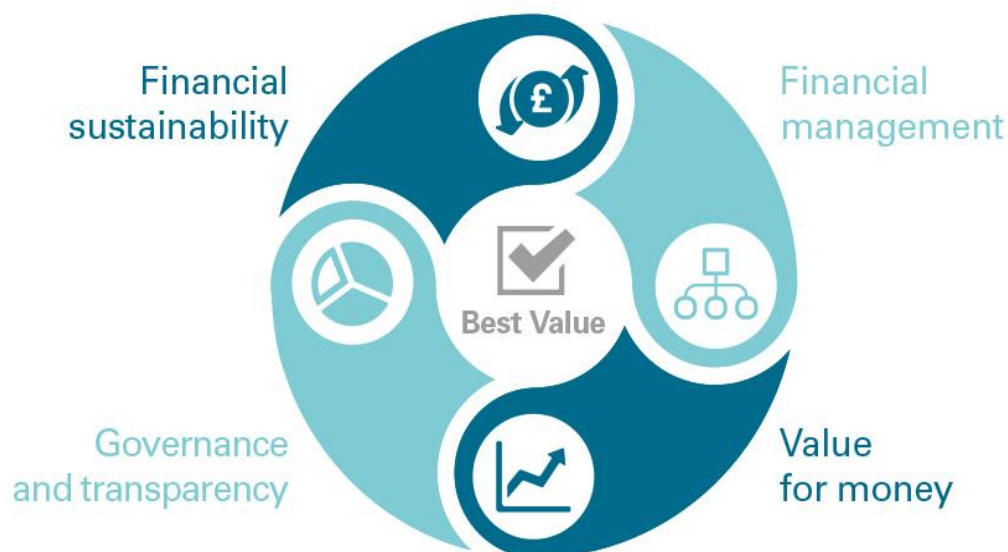 Financial
sustainability
£
Financial
management
Best Value
Governance
and transparency
Value
for money